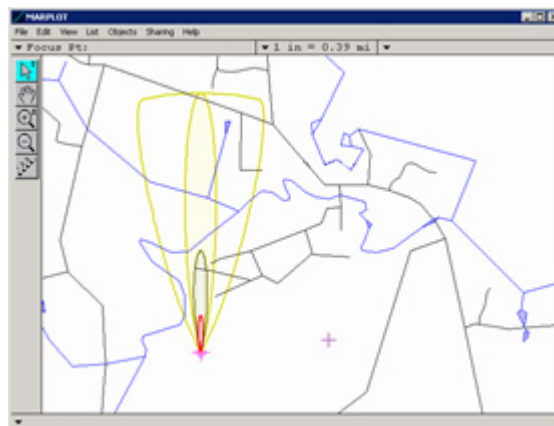 MARPLOT
File Edit View List Objects Sharing Help
Focus Pt: 1 in = 0.39 mi